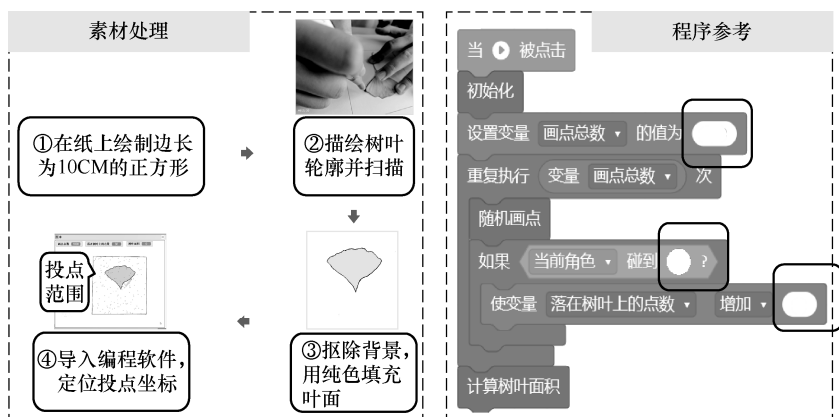 素材处理
①在纸上绘制边长
为10CM的正方形
②描绘树叶
轮廓并扫描
③抠除背景,
用纯色填充
叶面
投点
范围
④导入编程软件,
定位投点坐标
程序参考
当 被点击
初始化
设置变量 画点总数 的值为
重复执行 变量 画点总数 次
随机画点
如果 当前角色 碰到 ?
使变量 落在树叶上的点数 增加
计算树叶面积